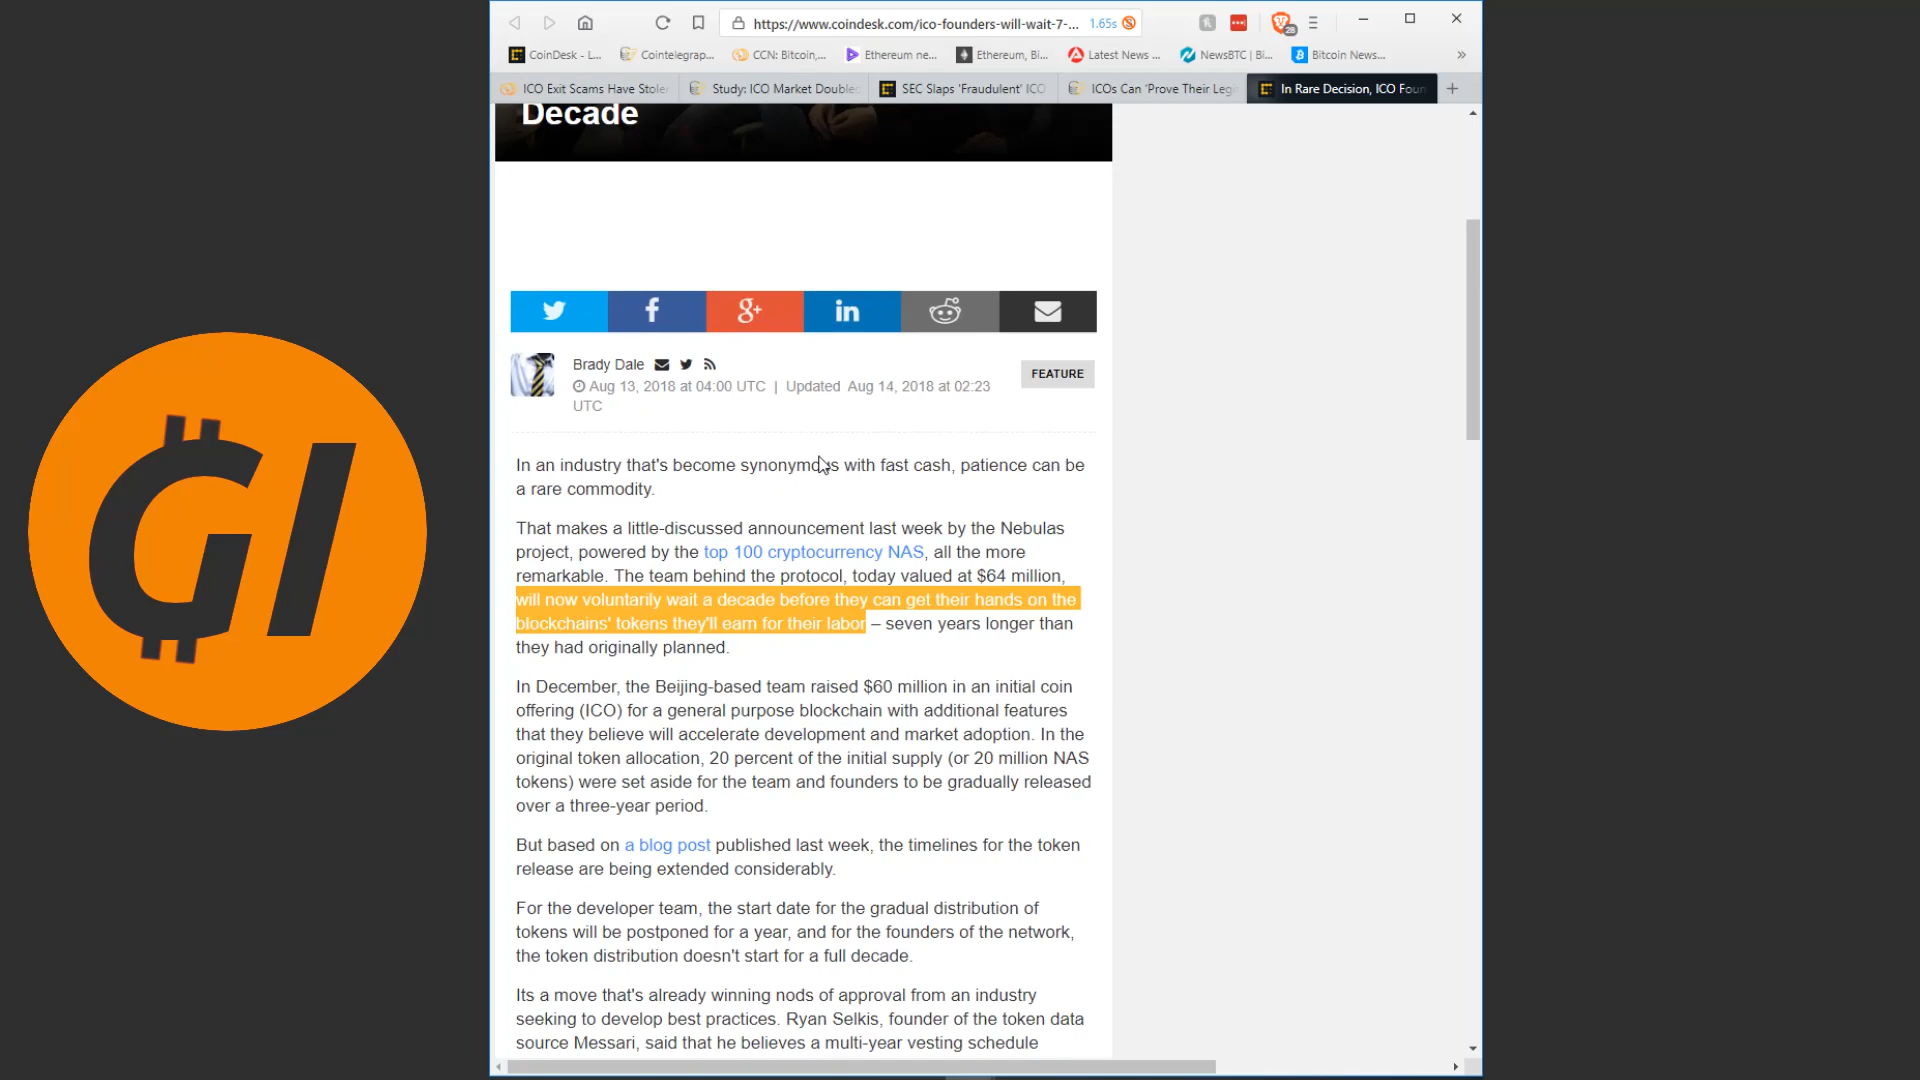 https://www.coindesk.com/ico-founders-will-wait-7-... 1.65s
28
CoinDesk - L... Cointelegrap... CCN: Bitcoin,... Ethereum ne... Ethereum, Bi... Latest News ... NewsBTC | Bi... Bitcoin News... »
ICO Exit Scams Have Stole Study: ICO Market Double SEC Slaps 'Fraudulent' ICO ICOs Can 'Prove Their Legi In Rare Decision, ICO Foun
Decade
Brady Dale
Aug 13, 2018 at 04:00 UTC | Updated Aug 14, 2018 at 02:23
UTC
FEATURE
In an industry that's become synonymous with fast cash, patience can be
a rare commodity.
That makes a little-discussed announcement last week by the Nebulas
project, powered by the top 100 cryptocurrency NAS, all the more
remarkable. The team behind the protocol, today valued at $64 million,
will now voluntarily wait a decade before they can get their hands on the
blockchains' tokens they'll earn for their labor – seven years longer than
they had originally planned.
In December, the Beijing-based team raised $60 million in an initial coin
offering (ICO) for a general purpose blockchain with additional features
that they believe will accelerate development and market adoption. In the
original token allocation, 20 percent of the initial supply (or 20 million NAS
tokens) were set aside for the team and founders to be gradually released
over a three-year period.
But based on a blog post published last week, the timelines for the token
release are being extended considerably.
For the developer team, the start date for the gradual distribution of
tokens will be postponed for a year, and for the founders of the network,
the token distribution doesn't start for a full decade.
Its a move that's already winning nods of approval from an industry
seeking to develop best practices. Ryan Selkis, founder of the token data
source Messari, said that he believes a multi-year vesting schedule
GI